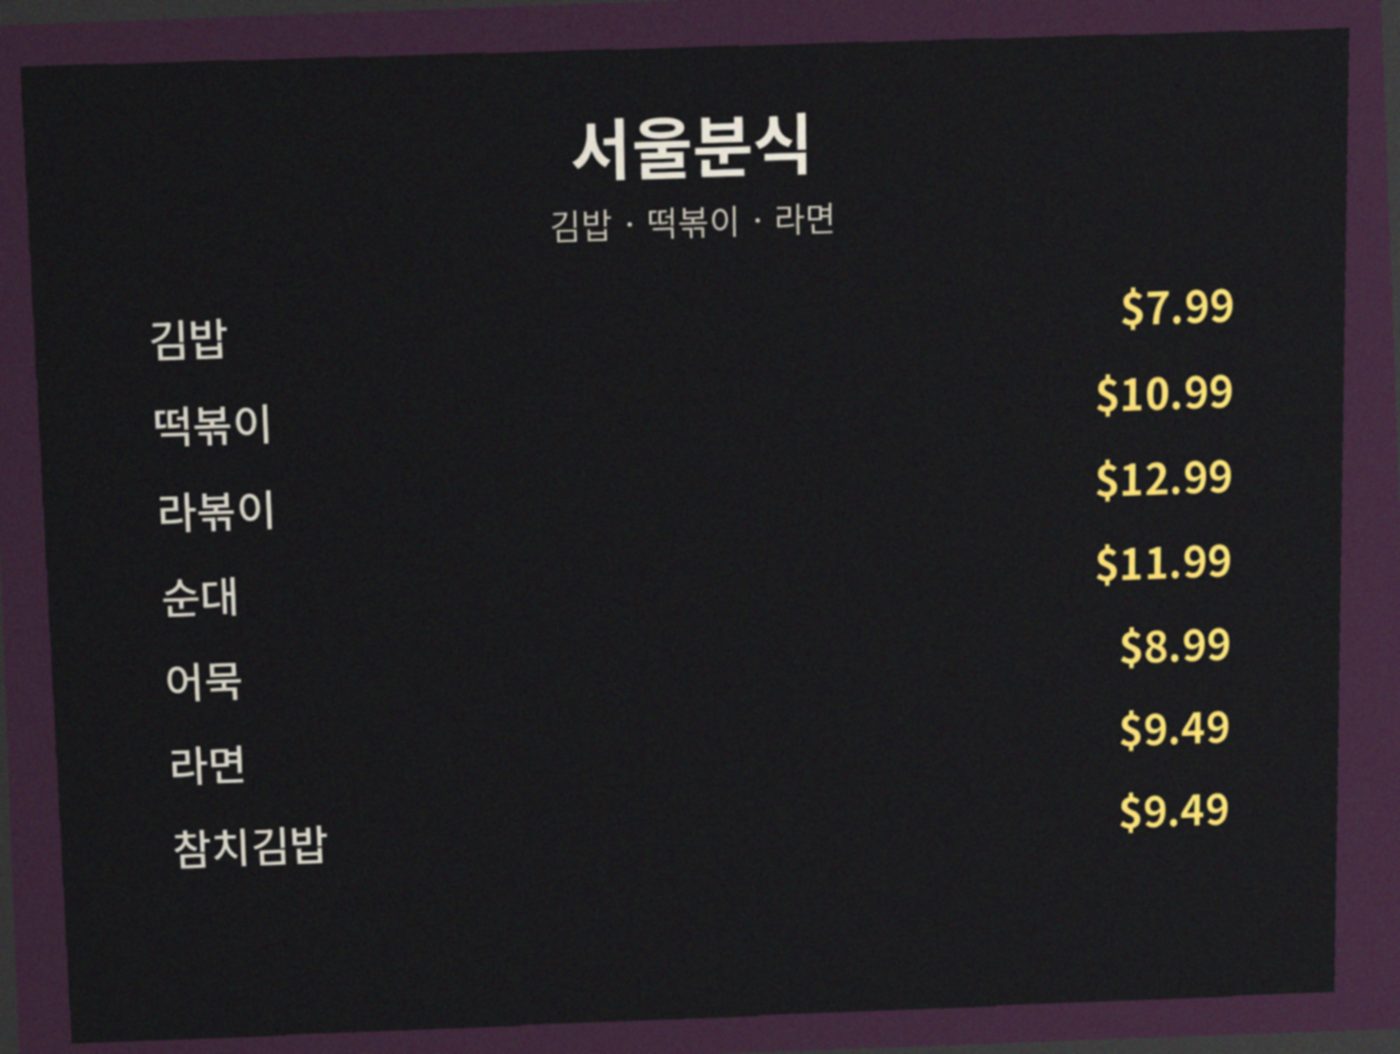 서울분식
김밥 · 떡볶이 · 라면
김밥 $7.99
떡볶이 $10.99
라볶이 $12.99
순대 $11.99
어묵 $8.99
라면 $9.49
참치김밥 $9.49